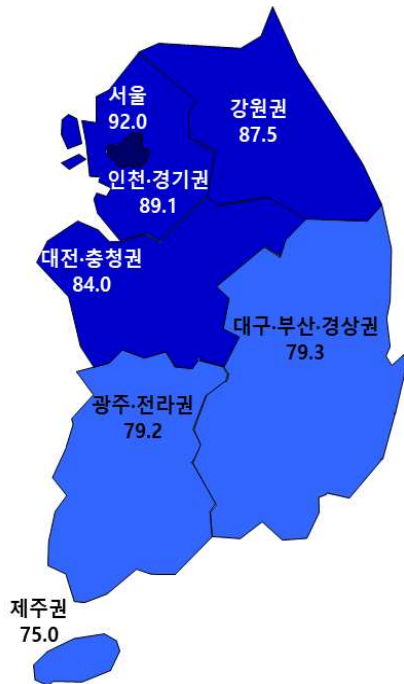 서울
92.0
강원권
87.5
인천·경기권
89.1
대전·충청권
84.0
대구·부산·경상권
79.3
광주·전라권
79.2
제주권
75.0